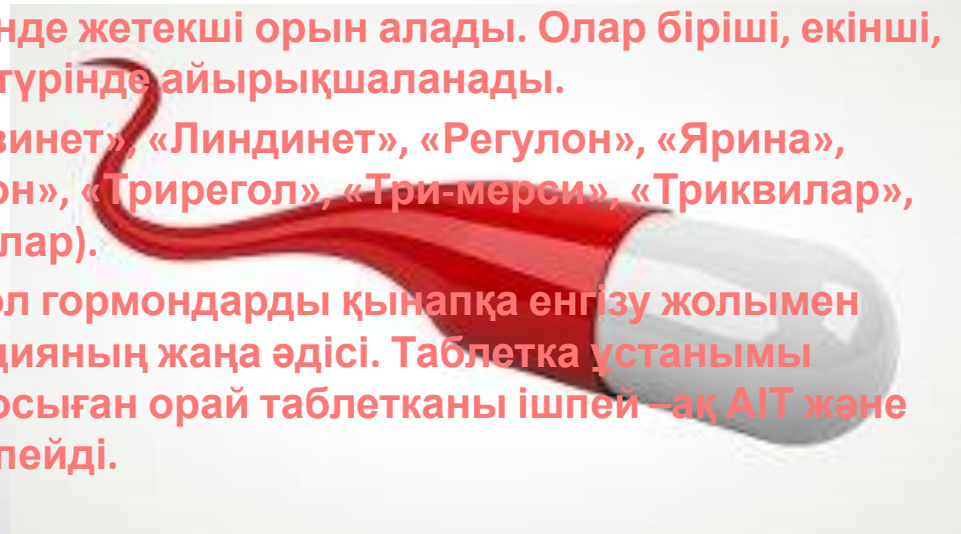 нде жетекші орын алады. Олар біріші, екінші,
түрінде айырықшаланады.
винет», «Линдинет», «Регулон», «Ярина»,
он», «Трирегол», «Три-мерси», «Триквилар»,
лар).
ол гормондарды қынапқа енгізу жолымен
цияның жаңа әдісі. Таблетка ұстанымы
осыған орай таблетканы ішпей –ақ АІТ және
пейді.